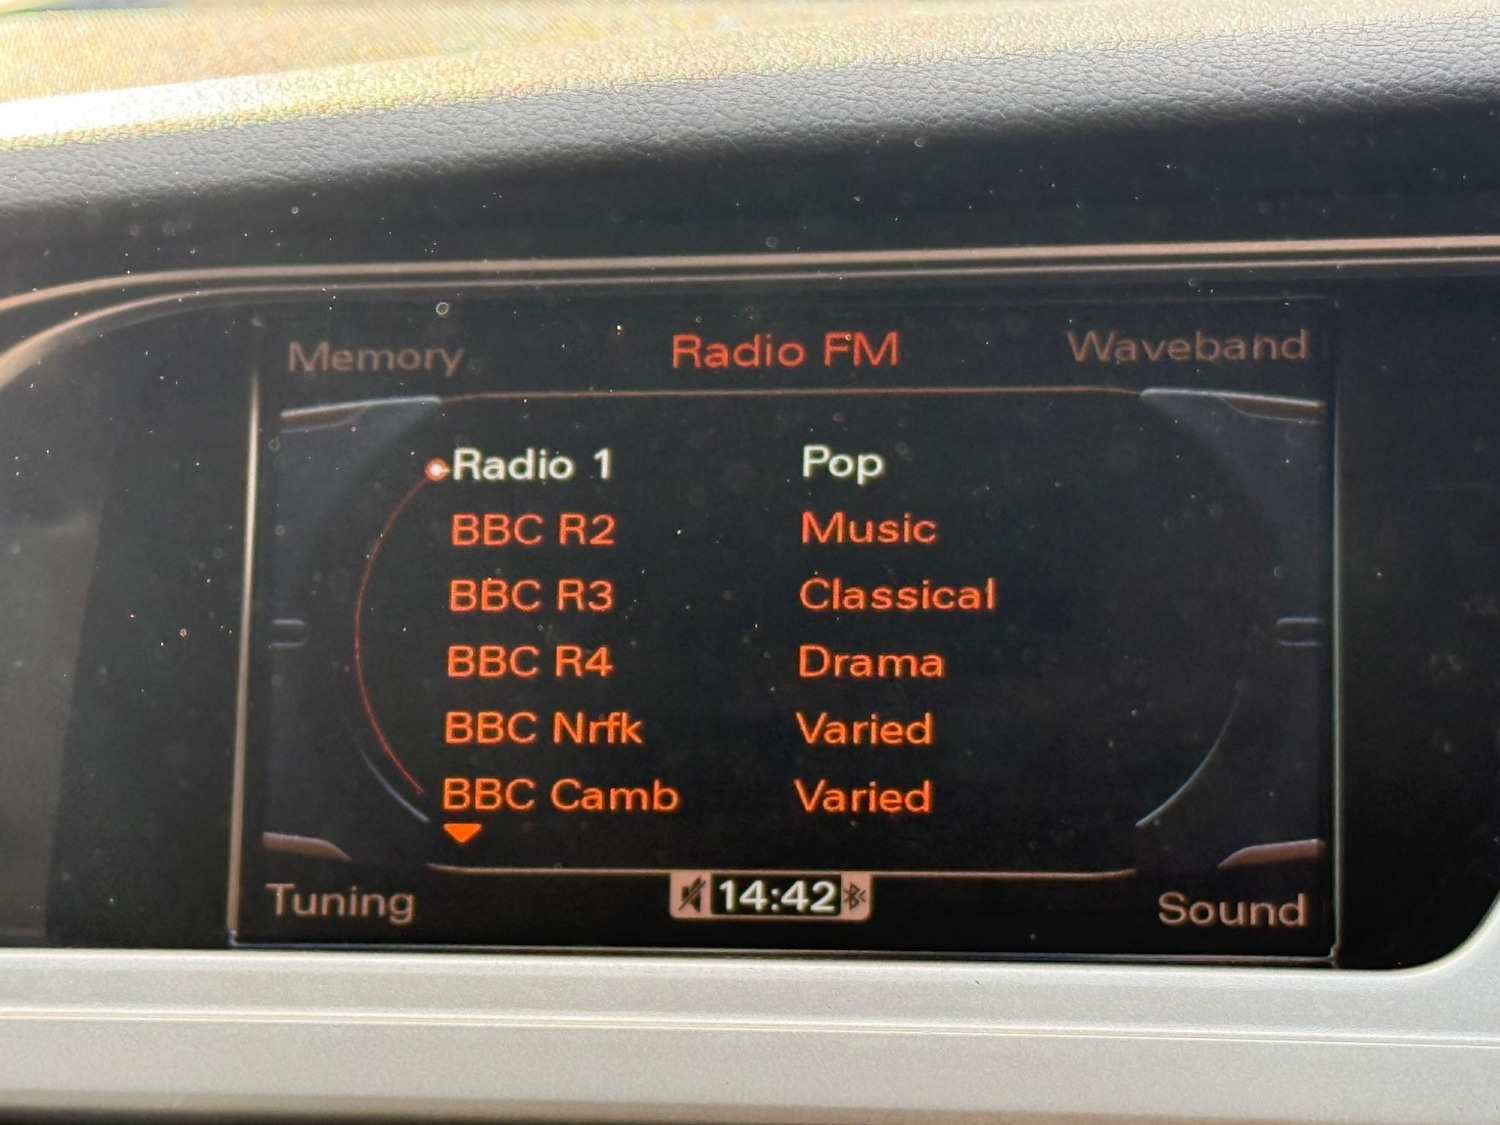 Memory Radio FM Waveband
Radio 1 Pop
BBC R2 Music
BBC R3 Classical
BBC R4 Drama
BBC Nrfk Varied
BBC Camb Varied
Tuning 14:42 Sound